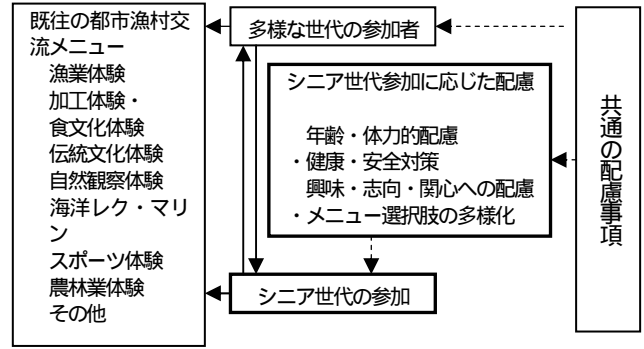 既往の都市漁村交
流メニュー
漁業体験
加工体験・
食文化体験
伝統文化体験
自然観察体験
海洋レク・マリ
ン
スポーツ体験
農林業体験
その他
多様な世代の参加者
シニア世代参加に応じた配慮
年齢・体力的配慮
・健康・安全対策
興味・志向・関心への配慮
・メニュー選択肢の多様化
シニア世代の参加
共通の配慮事項